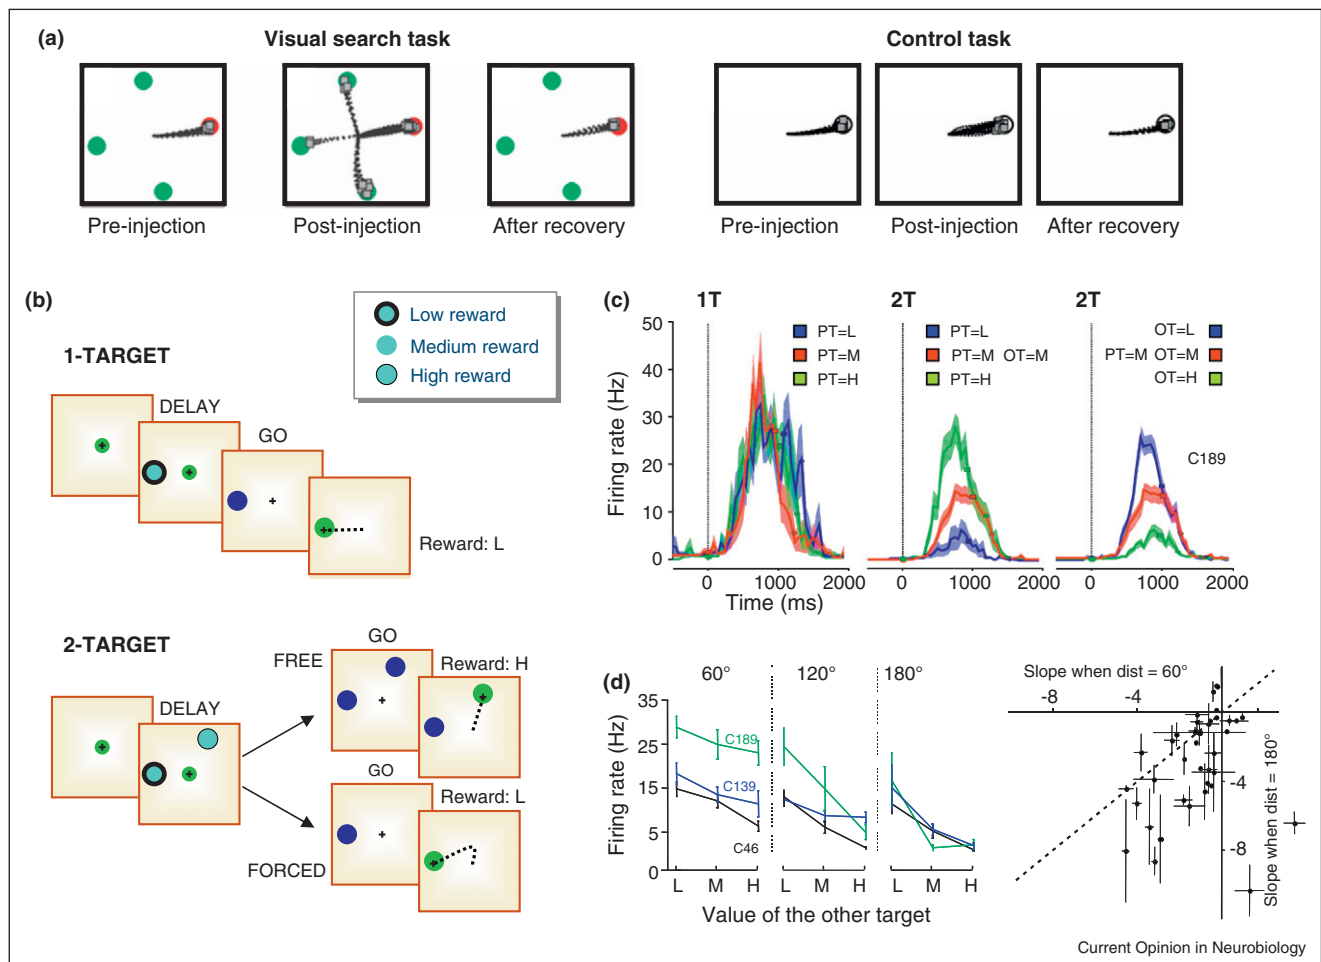 (a)
Visual search task
Control task
Pre-injection
Post-injection
After recovery
Pre-injection
Post-injection
After recovery
(b)
Low reward
Medium reward
High reward
1-TARGET
DELAY
GO
Reward: L
2-TARGET
DELAY
FREE
GO
Reward: H
GO
Reward: L
FORCED
(c)
1T
2T
2T
PT=L
PT=M
PT=H
PT=L
PT=M OT=M
PT=H
OT=L
PT=M OT=M
OT=H
C189
Firing rate (Hz)
50
40
30
20
10
0
0 1000 2000
0 1000 2000
0 1000 2000
Time (ms)
(d)
60°
120°
180°
Firing rate (Hz)
35
25
15
5
0
C189
C139
C46
L M H
L M H
L M H
Value of the other target
Slope when dist = 60°
-8 -4
-4
-8
Slope when dist = 180°
Current Opinion in Neurobiology